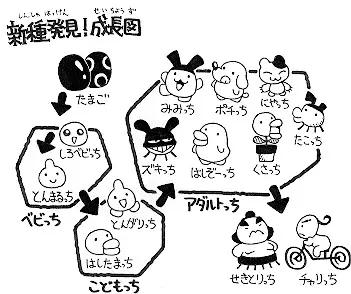 しんしゅ はっけん せいちょうず
新種発見!成長図
たまご
しろベビっち
とんまるっち
ベビっち
とんがりっち
はしたまっち
こどもっち
みみっち
ポチっち
にゃっち
たこっち
ズキっち
はしぞーっち
くさっち
アダルトっち
せきとりっち
チャリっち